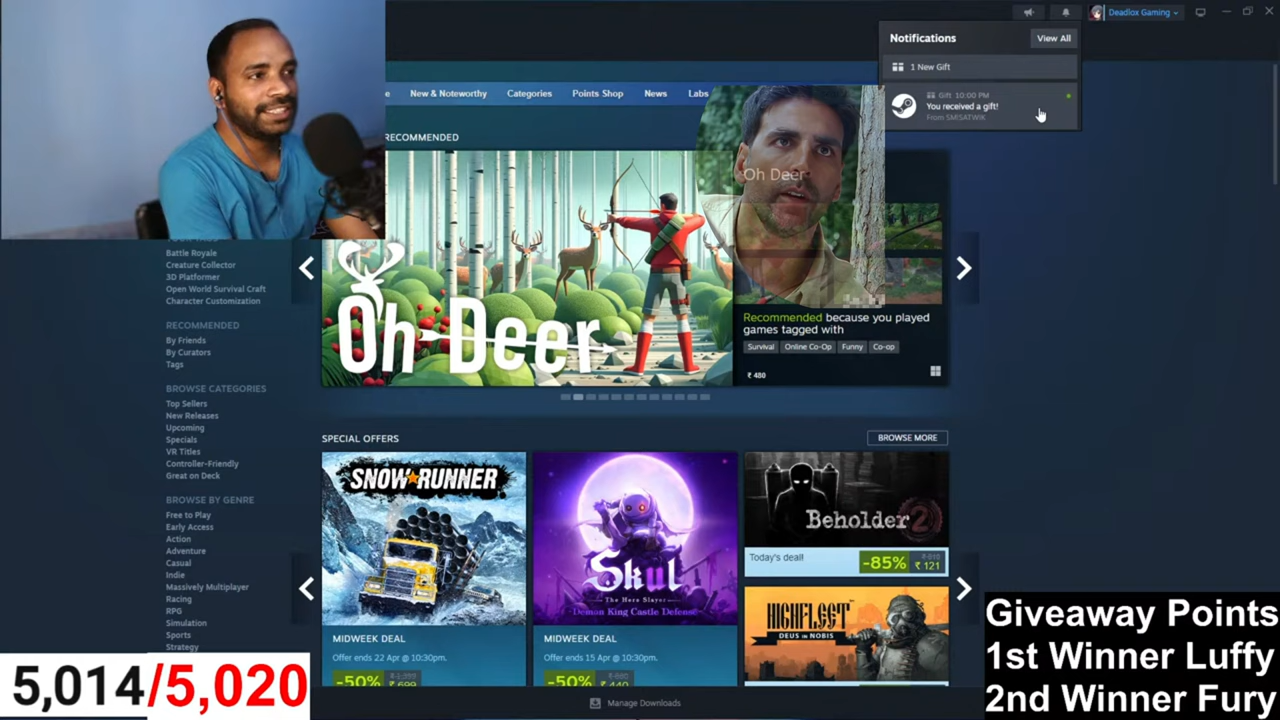 Deadlox Gaming
Notifications
View All
1 New Gift
Gift 10:00 PM
You received a gift!
From SM|SATWIK
New & Noteworthy
Categories
Points Shop
News
Labs
RECOMMENDED
Oh Deer
Oh Deer
Recommended because you played
games tagged with
Survival
Online Co-Op
Funny
Co-op
₹ 480
Battle Royale
Creature Collector
3D Platformer
Open World Survival Craft
Character Customization
RECOMMENDED
By Friends
By Curators
Tags
BROWSE CATEGORIES
Top Sellers
New Releases
Upcoming
Specials
VR Titles
Controller-Friendly
Great on Deck
BROWSE BY GENRE
Free to Play
Early Access
Action
Adventure
Casual
Indie
Massively Multiplayer
Racing
RPG
Simulation
Sports
Strategy
SPECIAL OFFERS
BROWSE MORE
SNOWRUNNER
MIDWEEK DEAL
Offer ends 22 Apr @ 10:30pm.
-50%
Skul
The Hero Slayer
Demon King Castle Defense
MIDWEEK DEAL
Offer ends 15 Apr @ 10:30pm.
-50%
Beholder 2
Today's deal!
-85%
₹ 121
HIGHFLEET
DEUS IN NOBIS
Manage Downloads
5,014/5,020
Giveaway Points
1st Winner Luffy
2nd Winner Fury